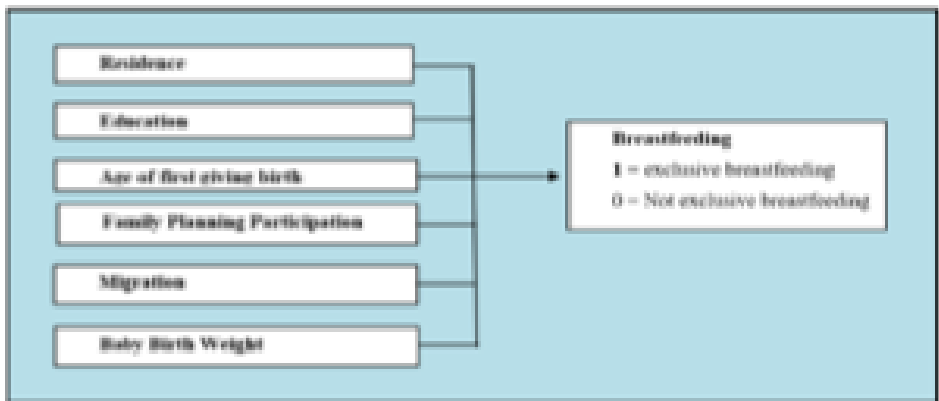 Residence
Education
Age of first giving birth
Family Planning Participation
Migration
Baby Birth Weight
Breastfeeding
1 = exclusive breastfeeding
0 = Not exclusive breastfeeding